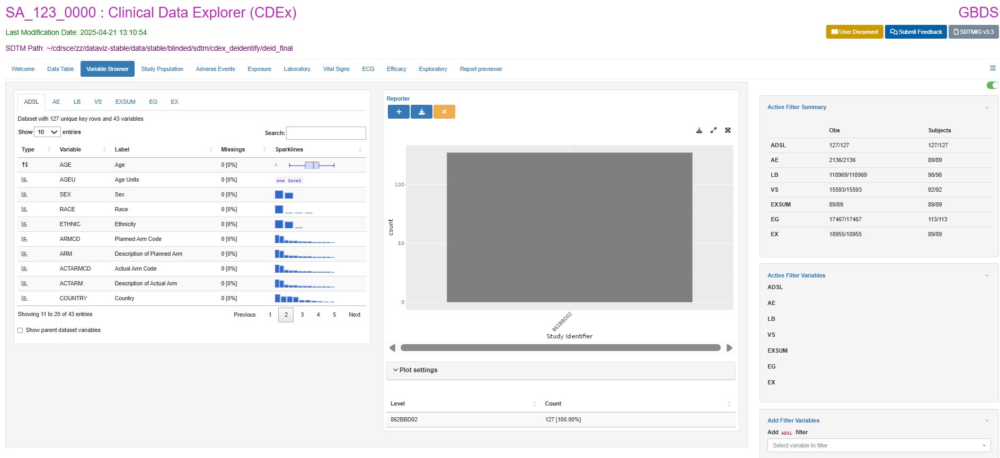 SA_123_0000 : Clinical Data Explorer (CDEx)
GBDS
Last Modification Date: 2025-04-21 13:10:54
User Document
Submit Feedback
SDTMIG v3.3
SDTM Path: ~/cdrsce/zz/dataviz-stable/data/stable/blinded/sdtm/cdex_deidentify/deid_final
Welcome Data Table Variable Browser Study Population Adverse Events Exposure Laboratory Vital Signs ECG Efficacy Exploratory Report previewer
ADSL AE LB VS EXSUM EG EX
Dataset with 127 unique key rows and 43 variables
Show 10 entries
Search:
Type Variable Label Missings Sparklines
AGE Age 0 [0%]
AGEU Age Units 0 [0%] one level
SEX Sex 0 [0%]
RACE Race 0 [0%]
ETHNIC Ethnicity 0 [0%]
ARMCD Planned Arm Code 0 [0%]
ARM Description of Planned Arm 0 [0%]
ACTARMCD Actual Arm Code 0 [0%]
ACTARM Description of Actual Arm 0 [0%]
COUNTRY Country 0 [0%]
Showing 11 to 20 of 43 entries
Previous 1 2 3 4 5 Next
Show parent dataset variables
Reporter
count
100
50
0
862BBD02
Study Identifier
Plot settings
Level Count
862BBD02 127 [100.00%]
Active Filter Summary
Obs Subjects
ADSL 127/127 127/127
AE 2136/2136 89/89
LB 118969/118969 98/98
VS 15593/15593 92/92
EXSUM 89/89 89/89
EG 17467/17467 113/113
EX 18955/18955 89/89
Active Filter Variables
ADSL
AE
LB
VS
EXSUM
EG
EX
Add Filter Variables
Add ADSL filter
Select variable to filter